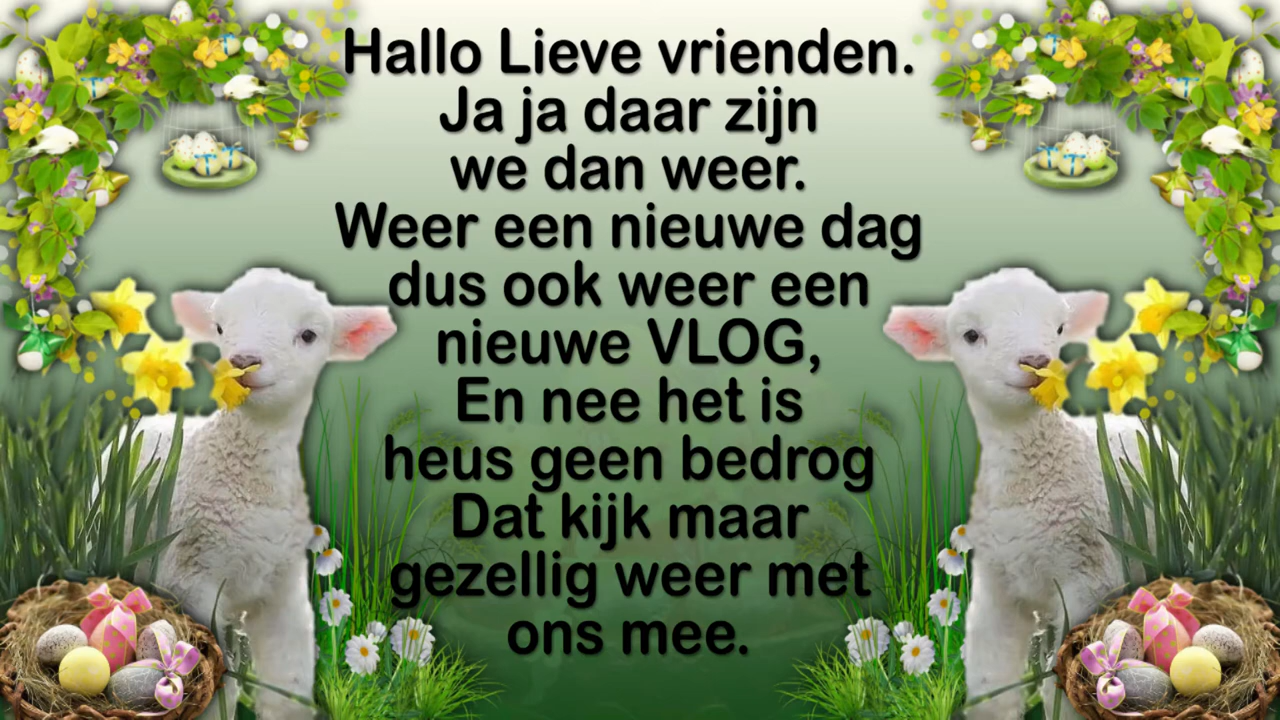 Hallo Lieve vrienden.
Ja ja daar zijn
we dan weer.
Weer een nieuwe dag
dus ook weer een
nieuwe VLOG,
En nee het is
heus geen bedrog
Dat kijk maar
gezellig weer met
ons mee.